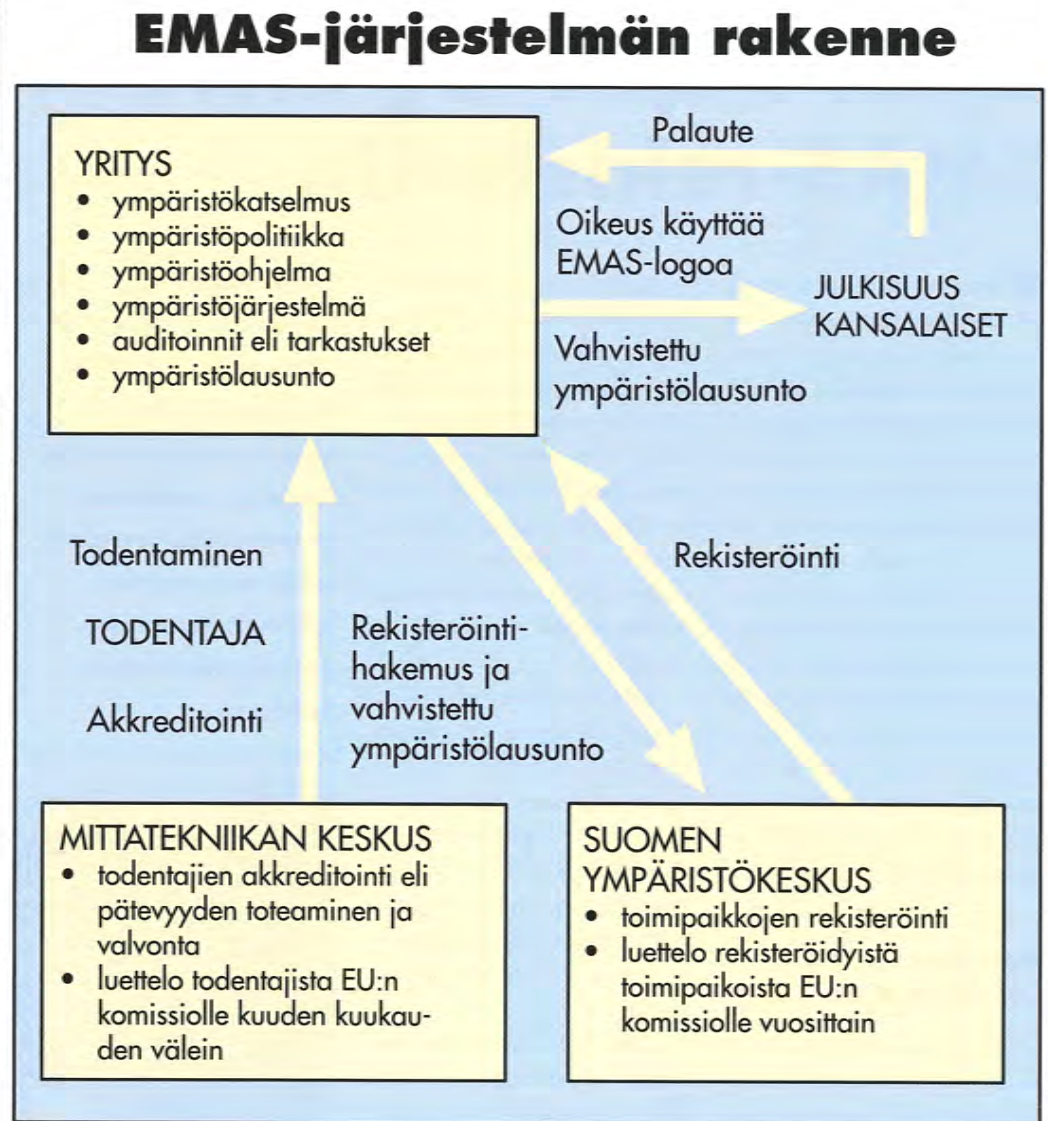 EMAS-järjestelmän rakenne
YRITYS
• ympäristökatselmus
• ympäristöpolitiikka
• ympäristöohjelma
• ympäristöjärjestelmä
• auditoinnit eli tarkastukset
• ympäristölausunto
Palaute
Oikeus käyttää
EMAS-logoa
JULKISUUS
KANSALAISET
Vahvistettu
ympäristölausunto
Todentaminen
TODENTAJA
Akkreditointi
Rekisteröinti-
hakemus ja
vahvistettu
ympäristölausunto
Rekisteröinti
MITTATEKNIIKAN KESKUS
• todentajien akkreditointi eli
pätevyyden toteaminen ja
valvonta
• luettelo todentajista EU:n
komissiolle kuuden kuukau-
den välein
SUOMEN
YMPÄRISTÖKESKUS
• toimipaikkojen rekisteröinti
• luettelo rekisteröidyistä
toimipaikoista EU:n
komissiolle vuosittain